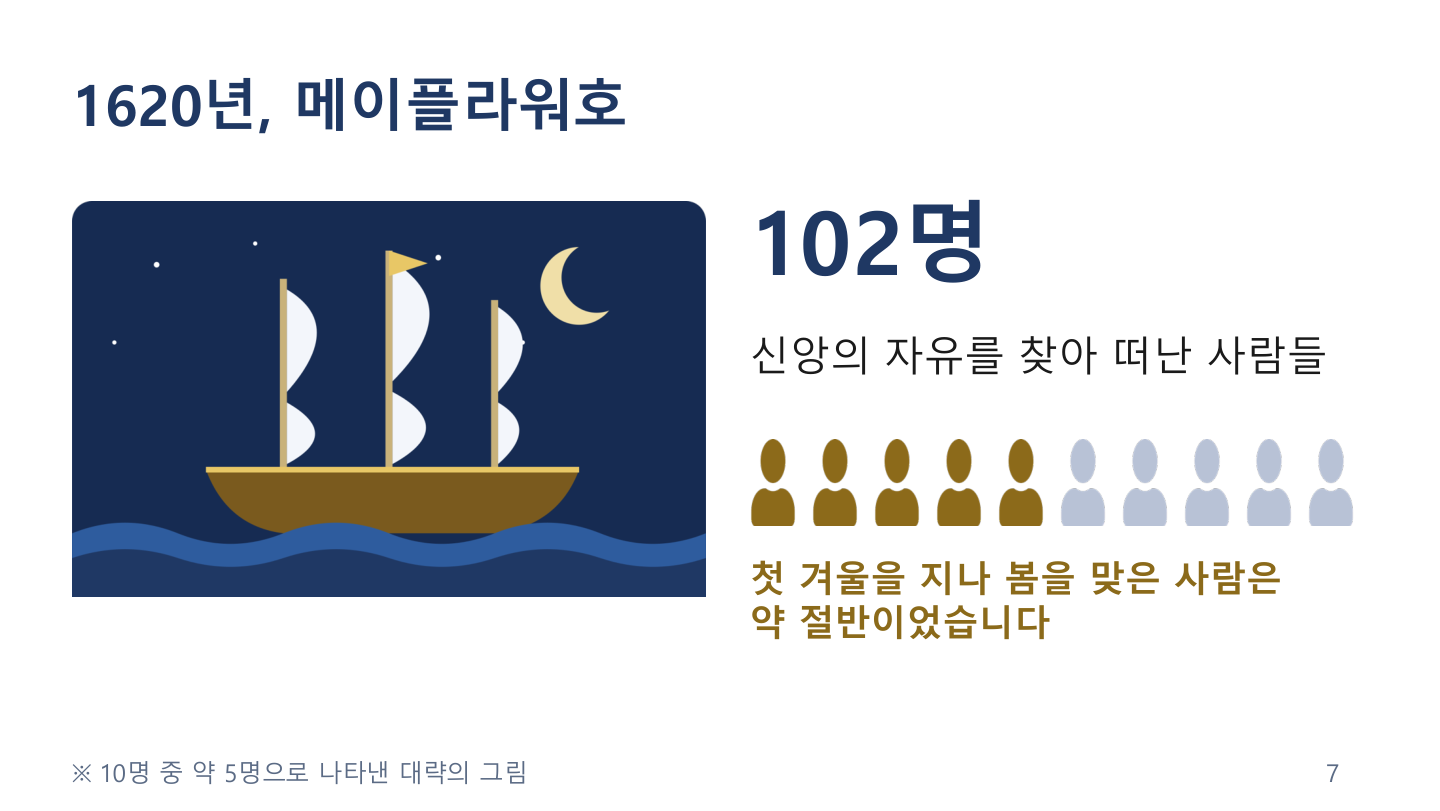 1620년, 메이플라워호
102명
신앙의 자유를 찾아 떠난 사람들
첫 겨울을 지나 봄을 맞은 사람은
약 절반이었습니다
※ 10명 중 약 5명으로 나타낸 대략의 그림
7